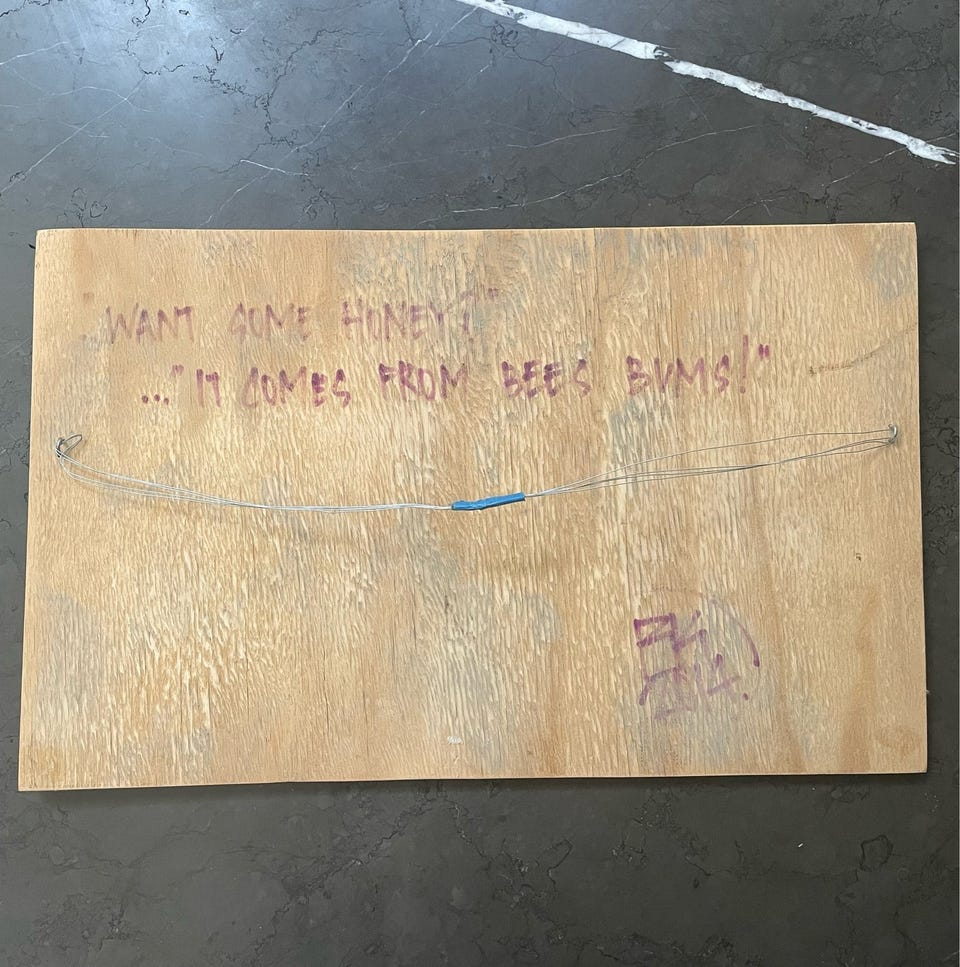 "WANT SOME HONEY?"
..."IT COMES FROM BEES BUMS!"
2014.